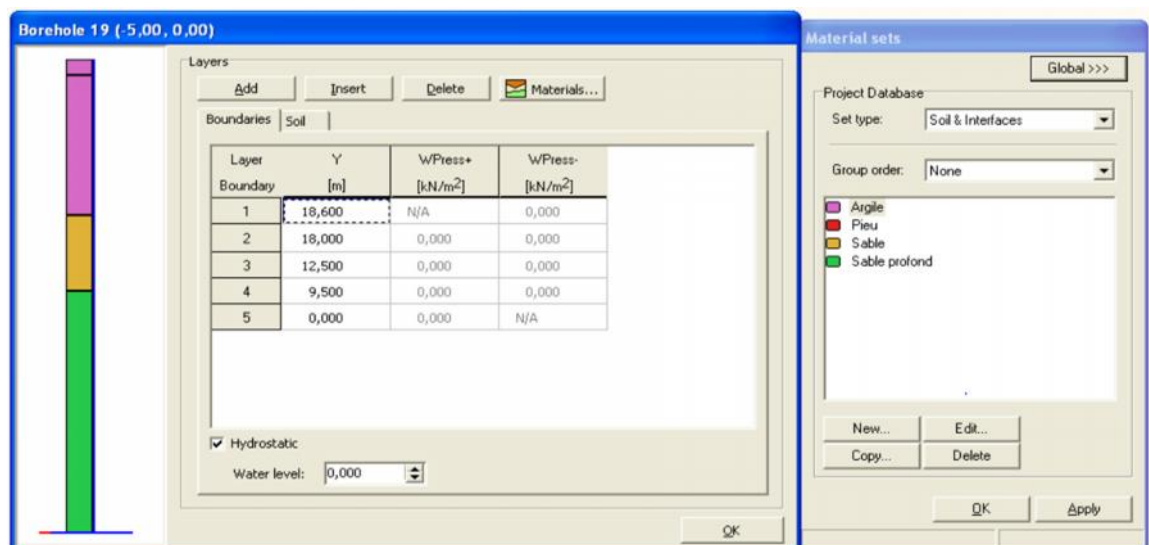 Borehole 19 (-5,00, 0,00)
Layers
Add Insert Delete Materials...
Boundaries Soil
Layer Boundary Y [m] WPress+ [kN/m2] WPress- [kN/m2]
1 18,600 N/A 0,000
2 18,000 0,000 0,000
3 12,500 0,000 0,000
4 9,500 0,000 0,000
5 0,000 0,000 N/A
Hydrostatic
Water level: 0,000
OK
Material sets
Global >>>
Project Database
Set type: Soil & Interfaces
Group order: None
Argile
Pieu
Sable
Sable profond
New... Edit...
Copy... Delete
OK Apply